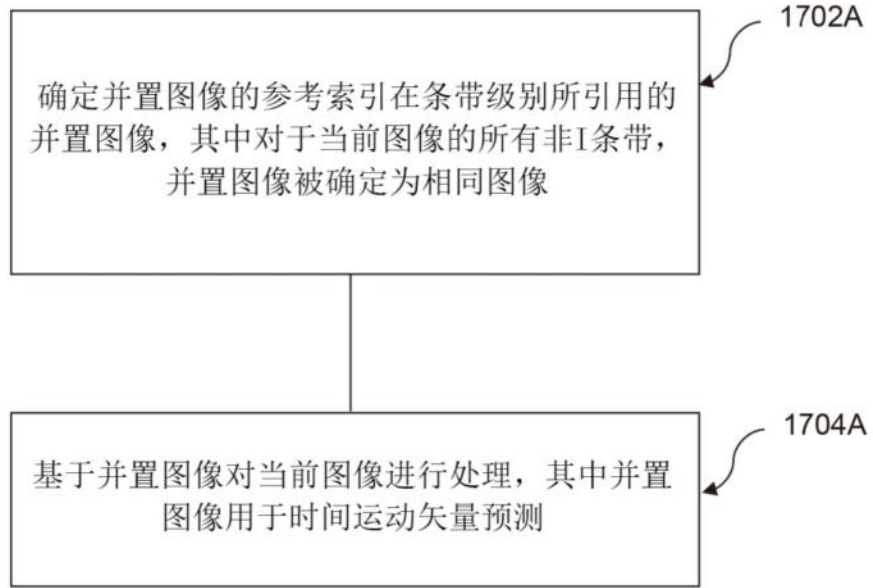 1702A
确定并置图像的参考索引在条带级别所引用的
并置图像，其中对于当前图像的所有非I条带，
并置图像被确定为相同图像
1704A
基于并置图像对当前图像进行处理，其中并置
图像用于时间运动矢量预测